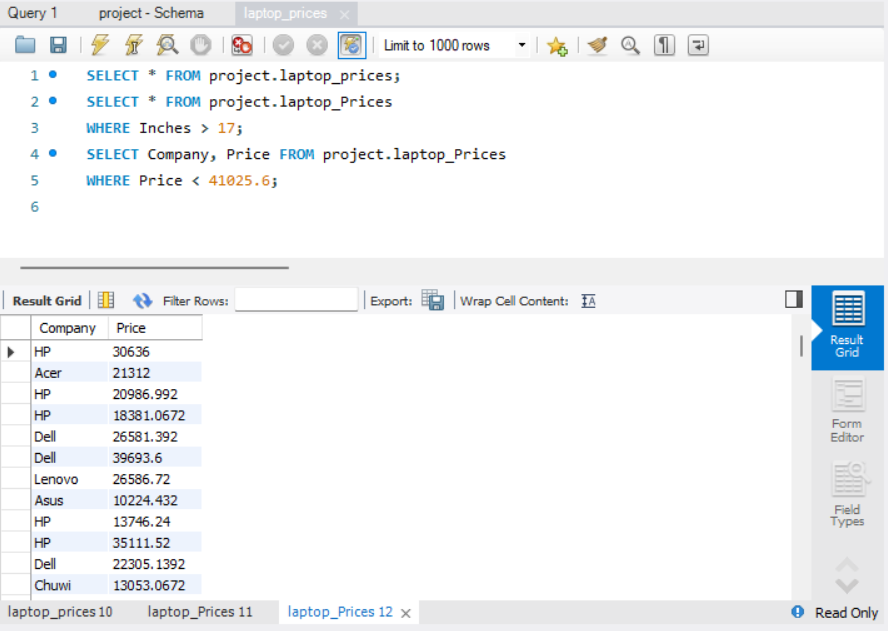 Query 1 project - Schema laptop_prices
Limit to 1000 rows
1 SELECT * FROM project.laptop_prices;
2 SELECT * FROM project.laptop_Prices
3 WHERE Inches > 17;
4 SELECT Company, Price FROM project.laptop_Prices
5 WHERE Price < 41025.6;
6
Result Grid Filter Rows: Export: Wrap Cell Content:
Company Price
HP 30636
Acer 21312
HP 20986.992
HP 18381.0672
Dell 26581.392
Dell 39693.6
Lenovo 26586.72
Asus 10224.432
HP 13746.24
HP 35111.52
Dell 22305.1392
Chuwi 13053.0672
Result
Grid
Form
Editor
Field
Types
laptop_prices 10 laptop_Prices 11 laptop_Prices 12 Read Only